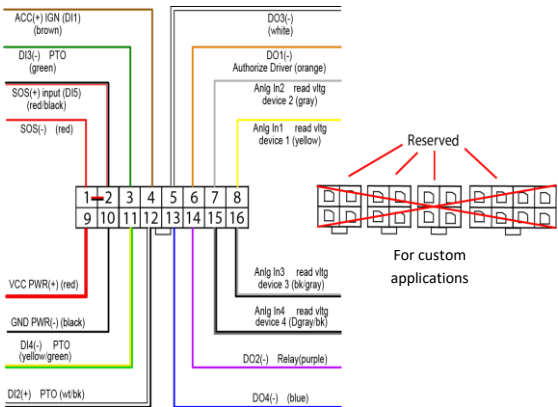 ACC(+) IGN (DI1)
(brown)
DI3(-) PTO
(green)
SOS(+) input (DI5)
(red/black)
SOS(-) (red)
DO3(-)
(white)
DO1(-)
Authorize Driver (orange)
Anlg In2 read vltg
device 2 (gray)
Anlg In1 read vltg
device 1 (yellow)
1 2 3 4 5 6 7 8
9 10 11 12 13 14 15 16
VCC PWR(+) (red)
GND PWR(-) (black)
DI4(-) PTO
(yellow/green)
DI2(+) PTO (wt/bk)
Anlg In3 read vltg
device 3 (bk/gray)
Anlg In4 read vltg
device 4 (Dgray/bk)
DO2(-) Relay(purple)
DO4(-) (blue)
Reserved
For custom
applications